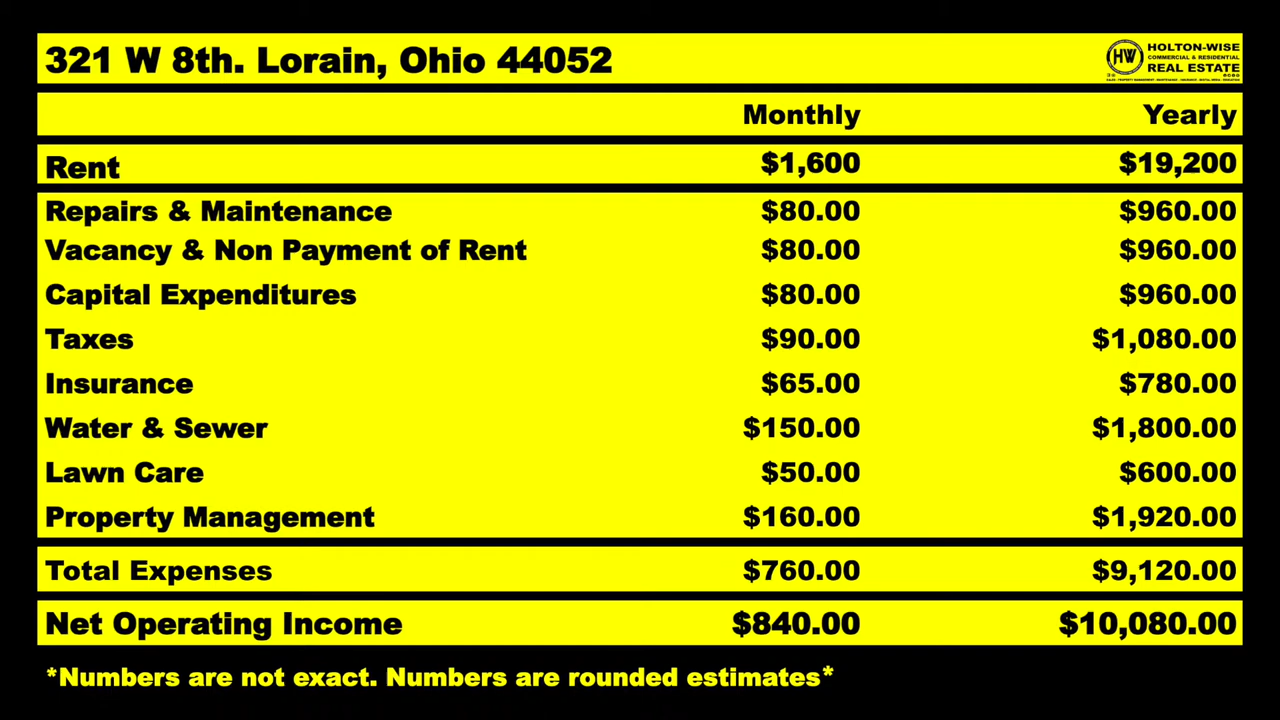 321 W 8th. Lorain, Ohio 44052
HW
HOLTON-WISE
COMMERCIAL & RESIDENTIAL
REAL ESTATE
Monthly Yearly
Rent $1,600 $19,200
Repairs & Maintenance $80.00 $960.00
Vacancy & Non Payment of Rent $80.00 $960.00
Capital Expenditures $80.00 $960.00
Taxes $90.00 $1,080.00
Insurance $65.00 $780.00
Water & Sewer $150.00 $1,800.00
Lawn Care $50.00 $600.00
Property Management $160.00 $1,920.00
Total Expenses $760.00 $9,120.00
Net Operating Income $840.00 $10,080.00
*Numbers are not exact. Numbers are rounded estimates*